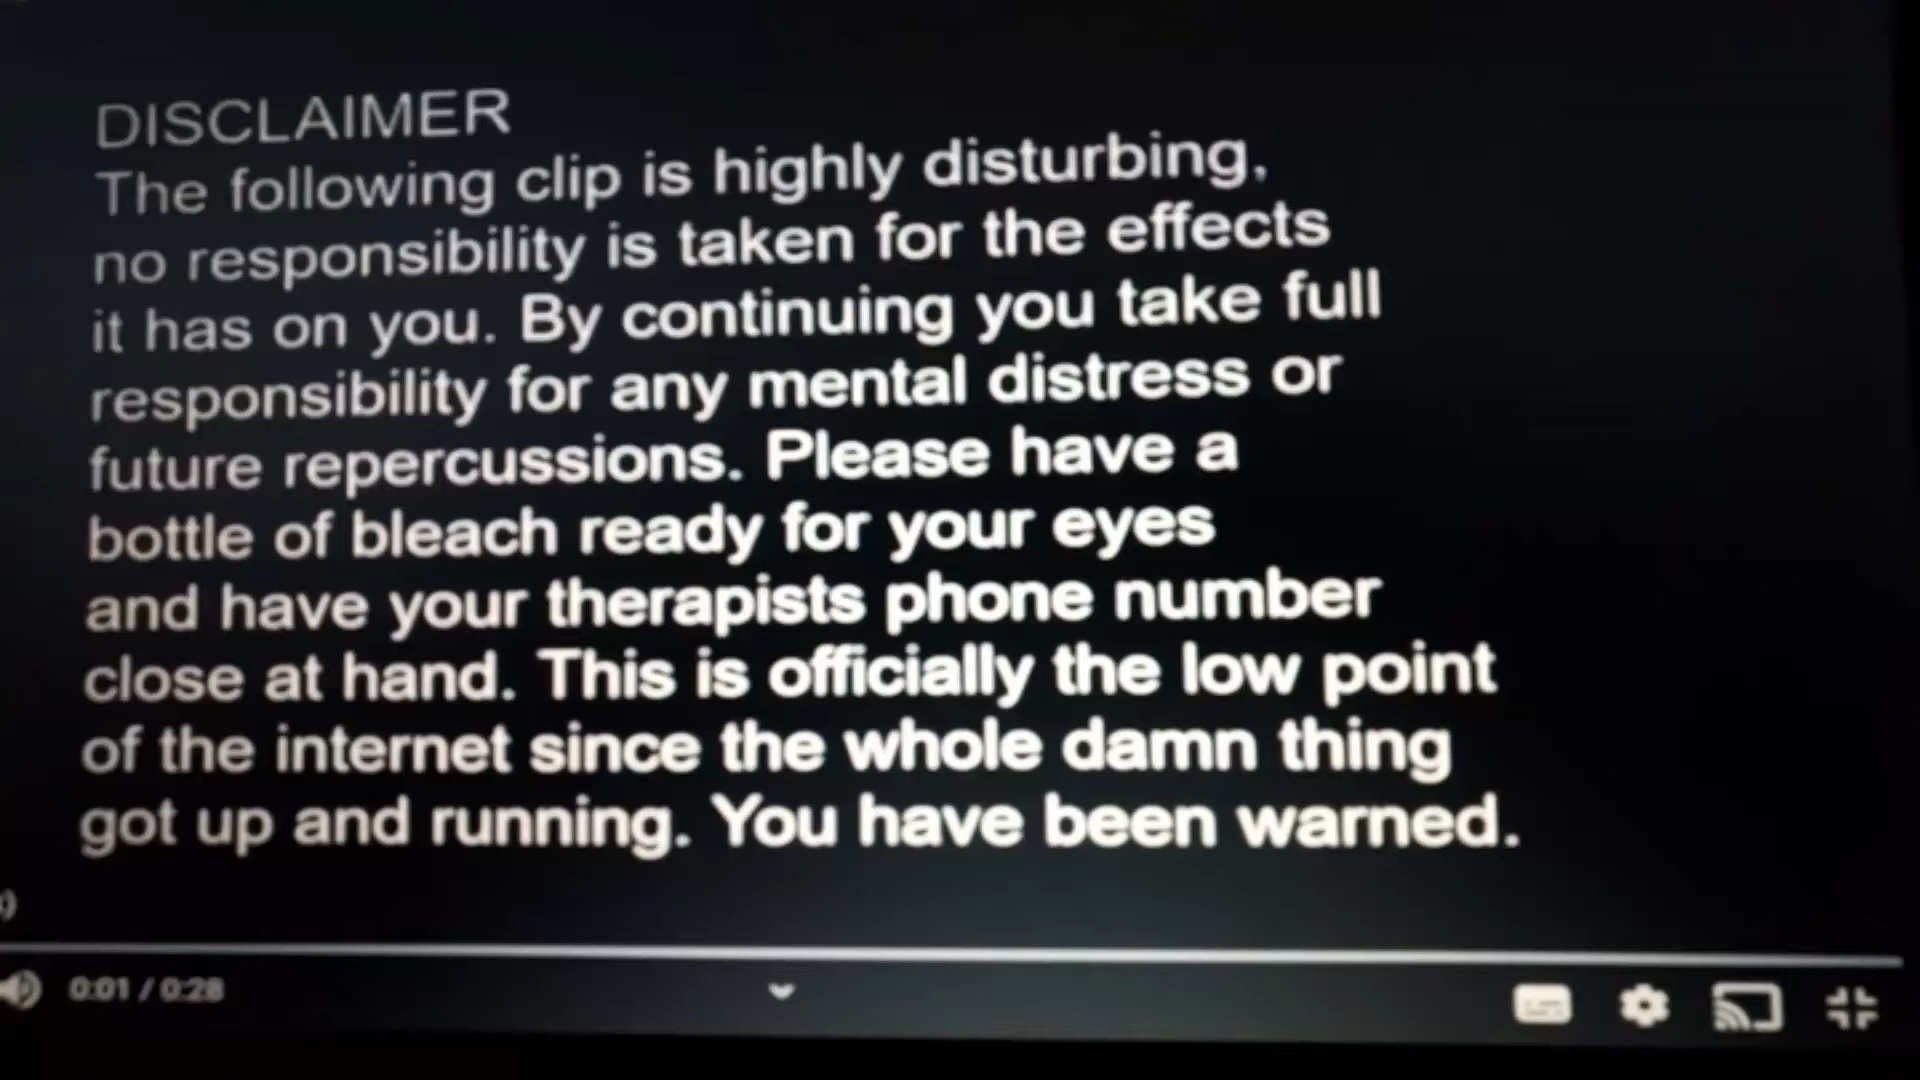 DISCLAIMER
The following clip is highly disturbing,
no responsibility is taken for the effects
it has on you. By continuing you take full
responsibility for any mental distress or
future repercussions. Please have a
bottle of bleach ready for your eyes
and have your therapists phone number
close at hand. This is officially the low point
of the internet since the whole damn thing
got up and running. You have been warned.
0:01 / 0:28